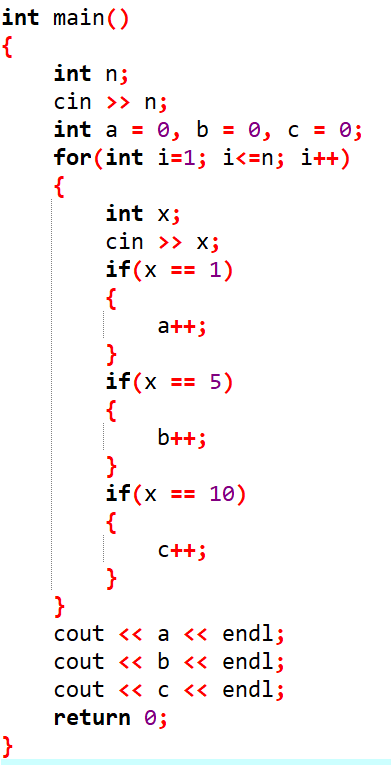 int main()
{
    int n;
    cin >> n;
    int a = 0, b = 0, c = 0;
    for(int i=1; i<=n; i++)
    {
        int x;
        cin >> x;
        if(x == 1)
        {
            a++;
        }
        if(x == 5)
        {
            b++;
        }
        if(x == 10)
        {
            c++;
        }
    }
    cout << a << endl;
    cout << b << endl;
    cout << c << endl;
    return 0;
}